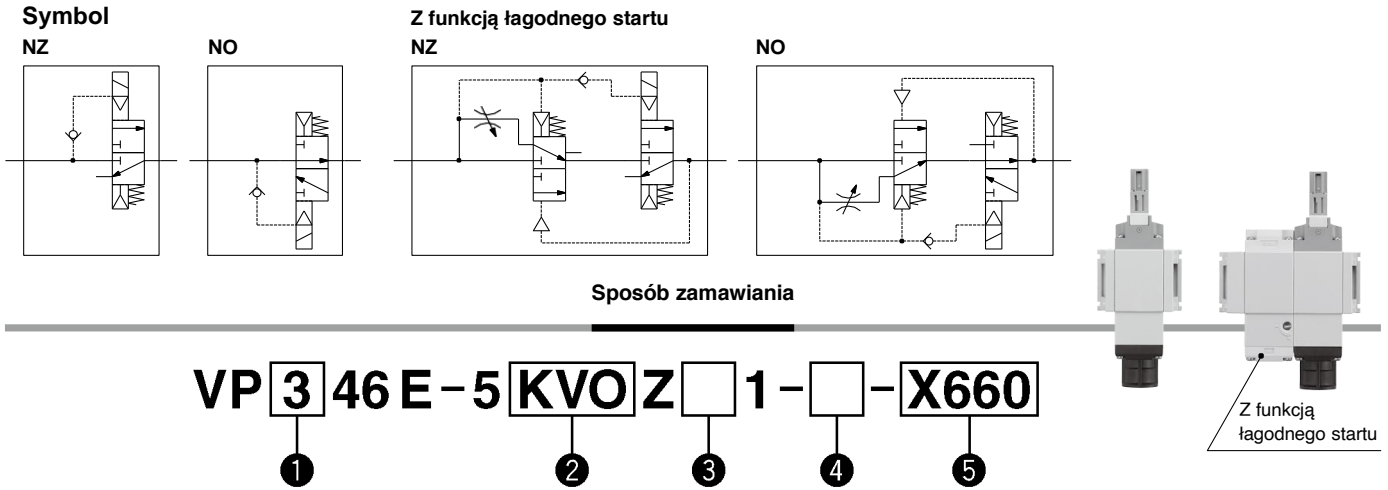 Symbol
Z funkcją łagodnego startu
NZ
NO
NZ
NO
Sposób zamawiania
VP 3 46 E - 5 KVO Z 1 - - X660
1 2 3 4 5
Z funkcją
łagodnego startu